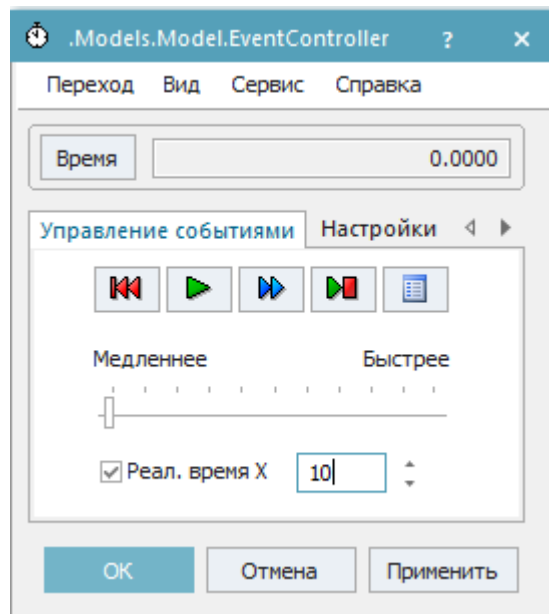 .Models.Model.EventController ? ×
Переход Вид Сервис Справка
Время 0.0000
Управление событиями Настройки
Медленнее Быстрее
Реал. время X 10
ОК Отмена Применить